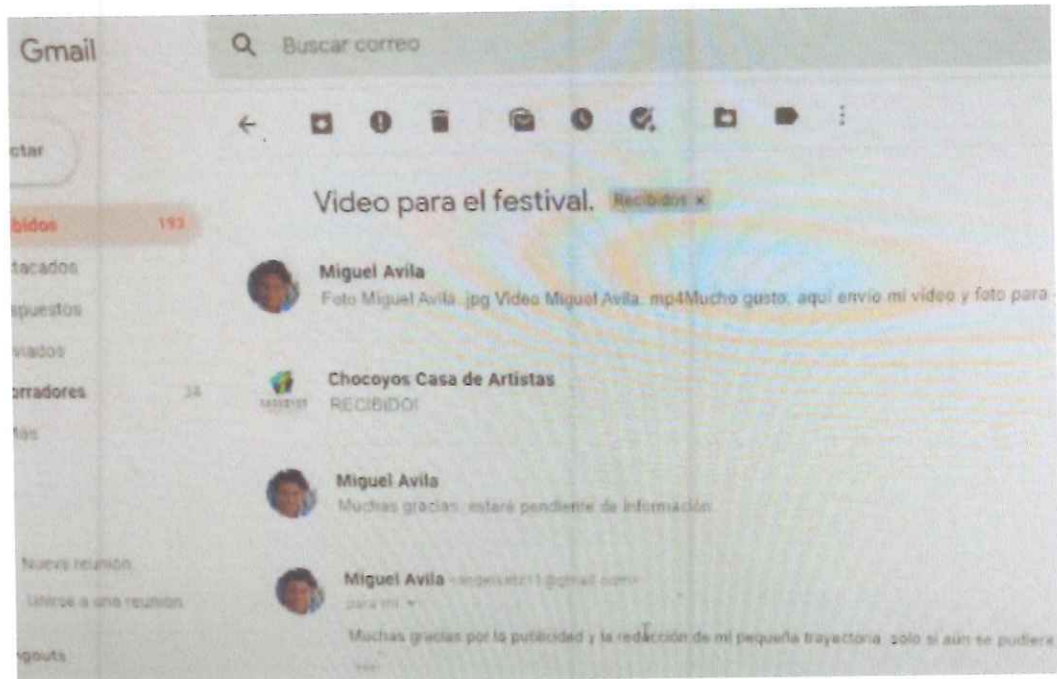 Gmail
Buscar correo
ctar
Video para el festival. Recibidos x
bidos 193
tacados
Miguel Avila
Foto Miguel Avila .jpg Video Miguel Avila. mp4Mucho gusto, aquí envío mi video y foto para
spuestos
viados
Chocoyos Casa de Artistas
RECIBIDO!
orradores 34
Más
Miguel Avila
Muchas gracias, estaré pendiente de información
Nueva reunión
Miguel Avila
para mí
Unirse a una reunión
Muchas gracias por la publicidad y la redacción de mi pequeña trayectoria, solo si aún se pudiera
ngouts